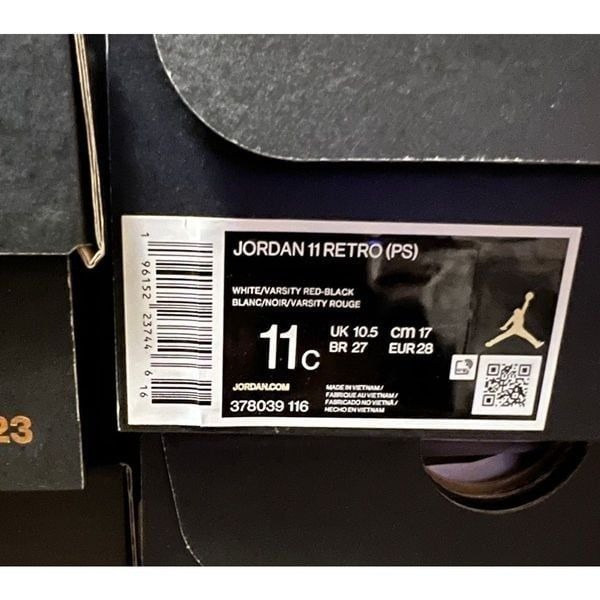 JORDAN 11 RETRO (PS)
WHITE/VARSITY RED-BLACK
BLANC/NOIR/VARSITY ROUGE
11C
UK 10.5 cm 17
BR 27 EUR 28
JORDAN.COM
378039 116
MADE IN VIETNAM/
FABRIQUE AU VIETNAM/
FABRICADO NO VIETNÃ/
HECHO EN VIETNAM
1 96152 23744 6 16
23